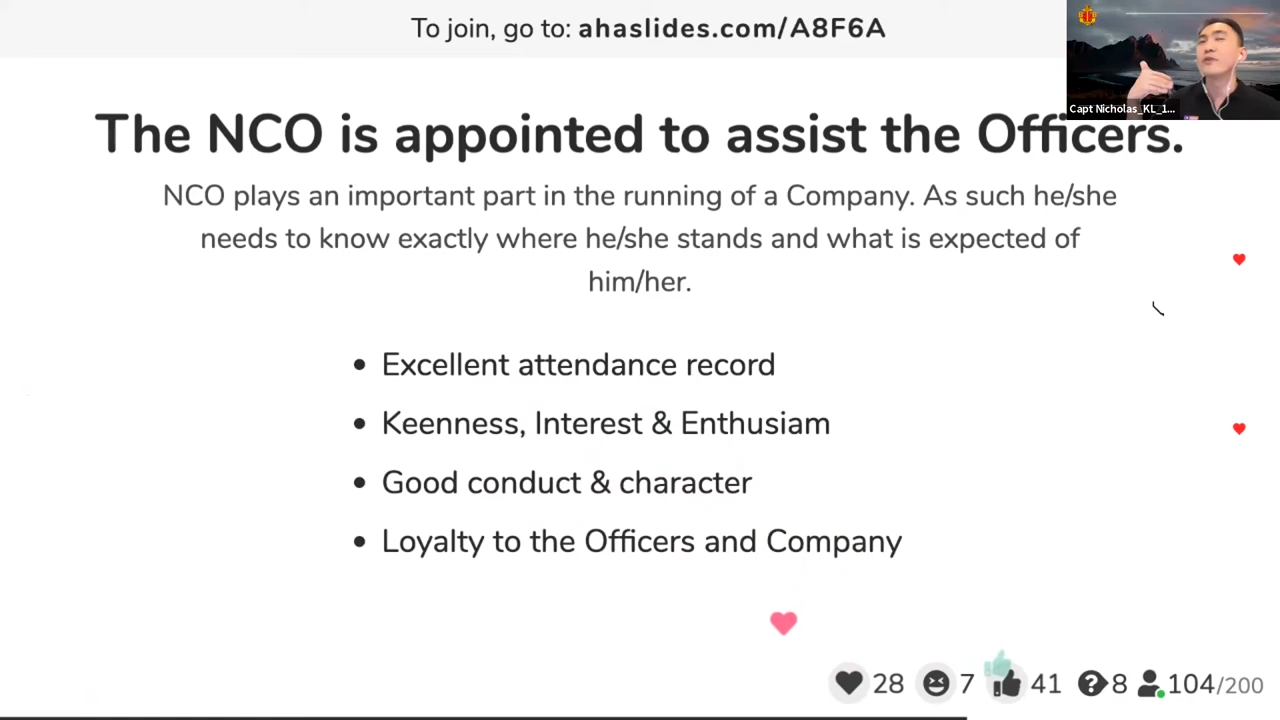 To join, go to: ahaslides.com/A8F6A
Capt Nicholas_KL_1...
The NCO is appointed to assist the Officers.
NCO plays an important part in the running of a Company. As such he/she
needs to know exactly where he/she stands and what is expected of
him/her.
• Excellent attendance record
• Keenness, Interest & Enthusiam
• Good conduct & character
• Loyalty to the Officers and Company
28 7 41 8 104/200